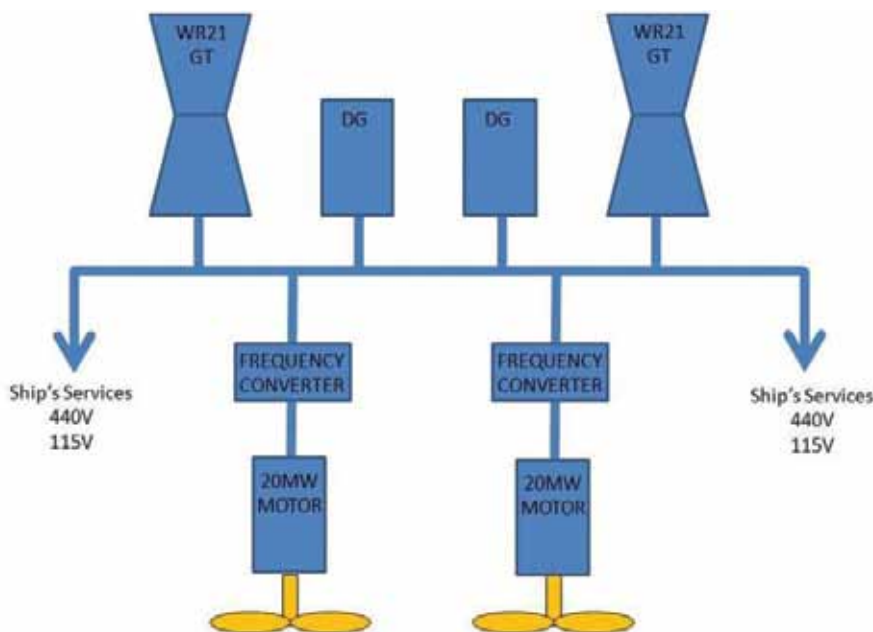 WR21
GT
DG
DG
WR21
GT
FREQUENCY
CONVERTER
FREQUENCY
CONVERTER
Ship's Services
440V
115V
Ship's Services
440V
115V
20MW
MOTOR
20MW
MOTOR